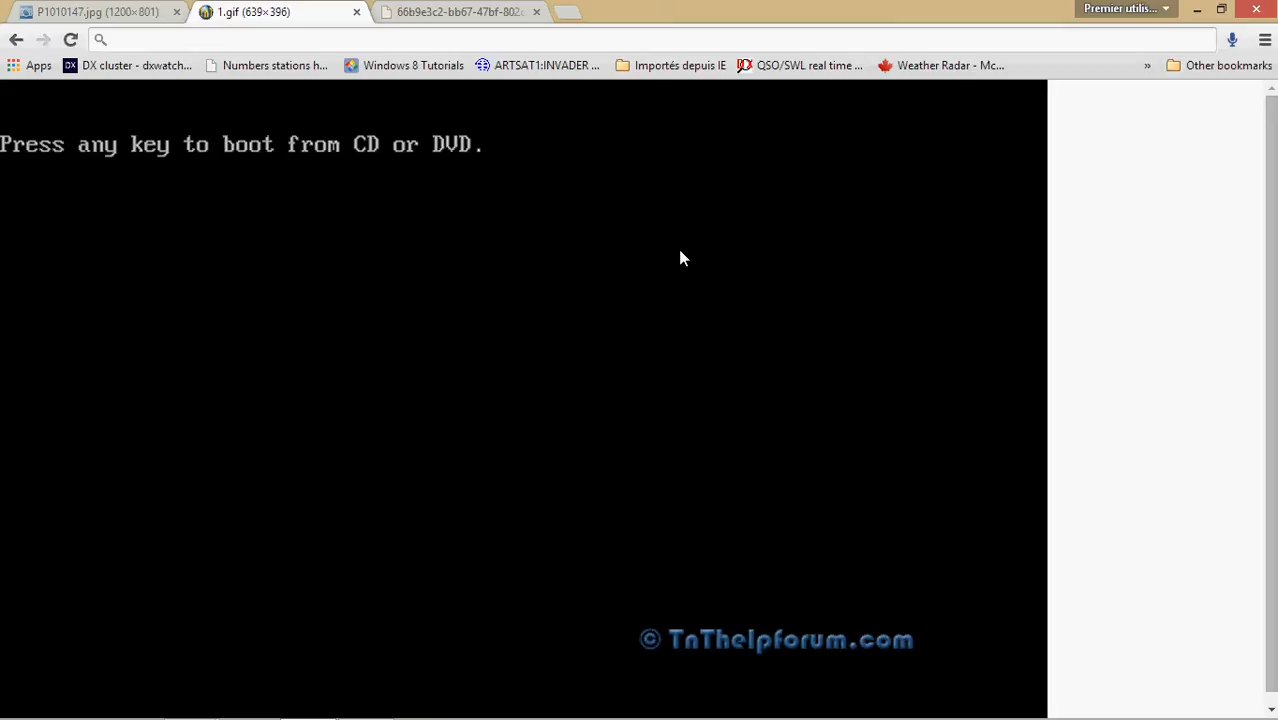 P1010147.jpg (1200×801)
1.gif (639×396)
66b9e3c2-bb67-47bf-802c
Premier utilis...
Apps
DX cluster - dxwatch...
Numbers stations h...
Windows 8 Tutorials
ARTSAT1:INVADER ...
Importés depuis IE
QSO/SWL real time ...
Weather Radar - Mc...
»
Other bookmarks
Press any key to boot from CD or DVD.
© TnThelpforum.com